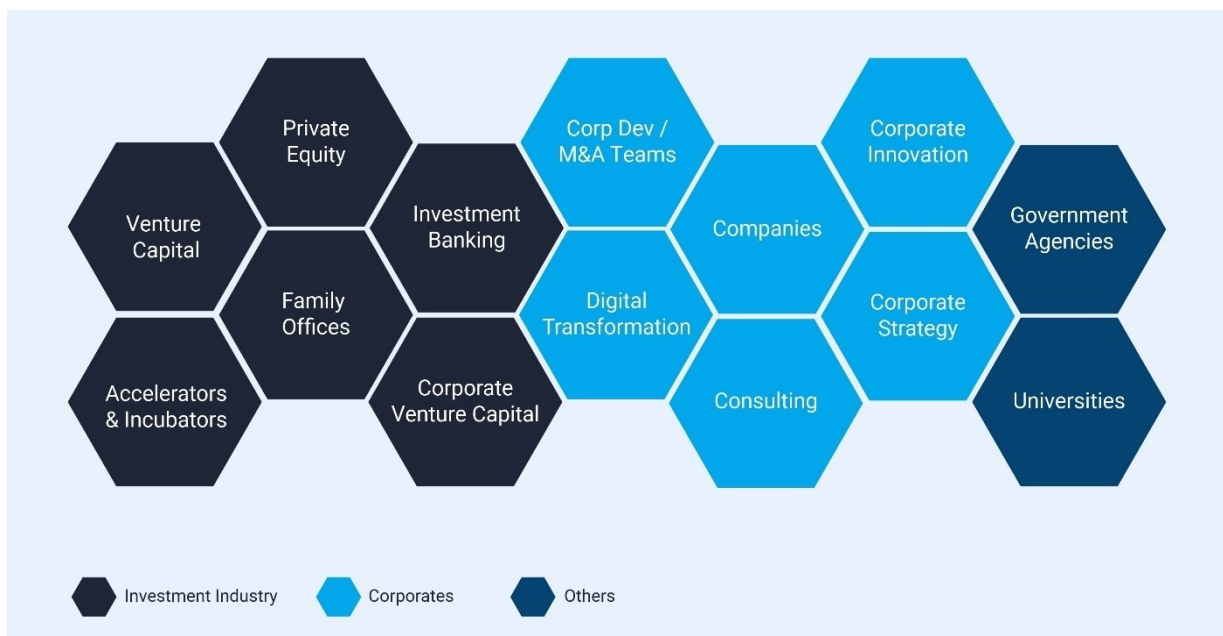 Private
Equity
Corp Dev /
M&A Teams
Corporate
Innovation
Venture
Capital
Investment
Banking
Companies
Government
Agencies
Family
Offices
Digital
Transformation
Corporate
Strategy
Accelerators
& Incubators
Corporate
Venture Capital
Consulting
Universities
Investment Industry
Corporates
Others